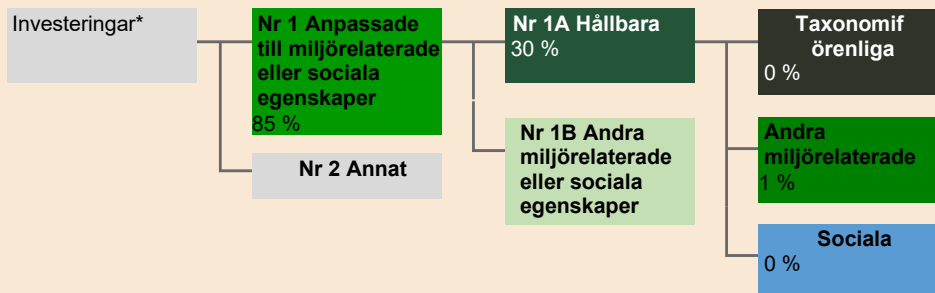 Investeringar*
Nr 1 Anpassade
till miljörelaterade
eller sociala
egenskaper
85 %
Nr 2 Annat
Nr 1A Hållbara
30 %
Nr 1B Andra
miljörelaterade
eller sociala
egenskaper
Taxonomif
örenliga
0 %
Andra
miljörelaterade
1 %
Sociala
0 %